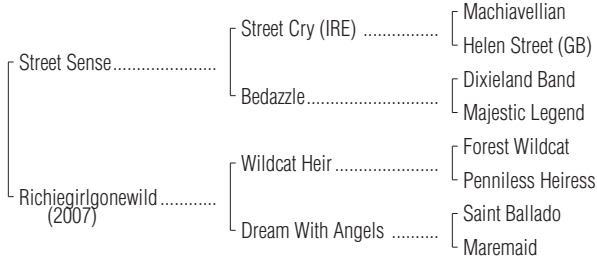 Machiavellian
Street Cry (IRE) ................
Helen Street (GB)
Street Sense......................
Dixieland Band
Bedazzle............................
Majestic Legend
Forest Wildcat
Wildcat Heir ......................
Penniless Heiress
Richiegirlgonewild ............
(2007)
Saint Ballado
Dream With Angels ..........
Maremaid